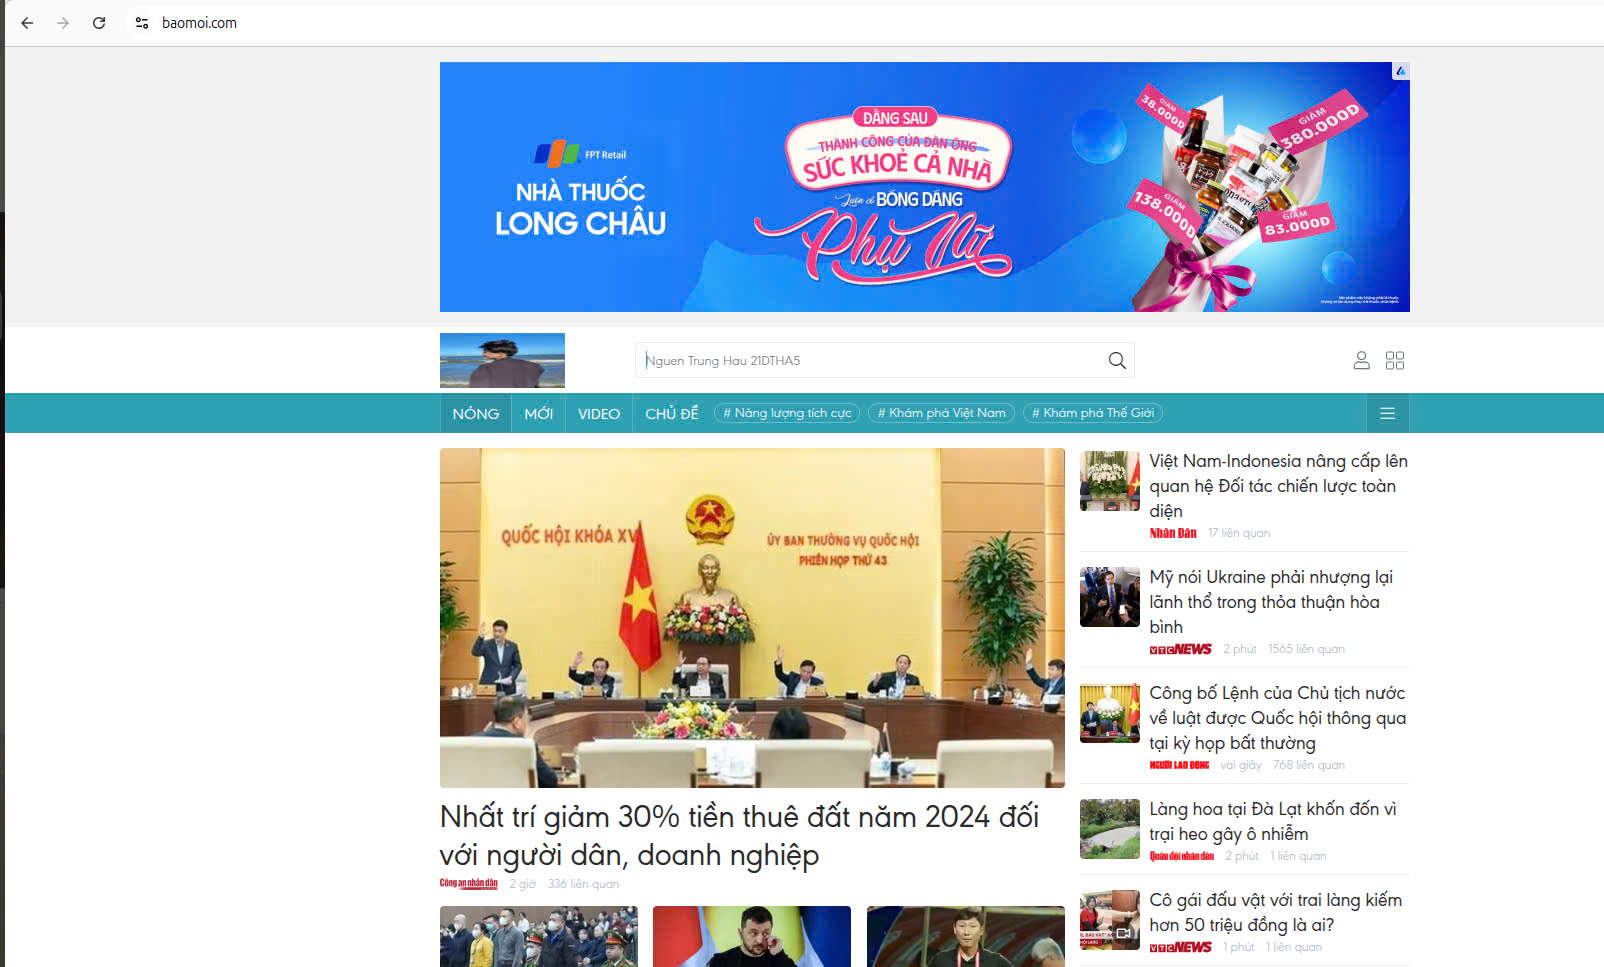 baomoi.com
FPT Retail
NHÀ THUỐC
LONG CHÂU
ĐẰNG SAU
THÀNH CÔNG CỦA ĐÀN ÔNG
SỨC KHOẺ CẢ NHÀ
Luôn có BÓNG DÁNG
Phụ Nữ
GIẢM
38.000Đ
GIẢM
380.000Đ
GIẢM
138.000Đ
GIẢM
83.000Đ
Nguen Trung Hau 21DTHA5
NÓNG MỚI VIDEO CHỦ ĐỀ # Năng lượng tích cực # Khám phá Việt Nam # Khám phá Thế Giới
QUỐC HỘI KHÓA XV
ỦY BAN THƯỜNG VỤ QUỐC HỘI
PHIÊN HỌP THỨ 43
Nhất trí giảm 30% tiền thuê đất năm 2024 đối
với người dân, doanh nghiệp
Công an nhân dân 2 giờ 336 liên quan
Việt Nam-Indonesia nâng cấp lên
quan hệ Đối tác chiến lược toàn
diện
Nhân Dân 17 liên quan
Mỹ nói Ukraine phải nhượng lại
lãnh thổ trong thỏa thuận hòa
bình
VTCNEWS 2 phút 1565 liên quan
Công bố Lệnh của Chủ tịch nước
về luật được Quốc hội thông qua
tại kỳ họp bất thường
NGƯỜI LAO ĐỘNG vài giây 768 liên quan
Làng hoa tại Đà Lạt khốn đốn vì
trại heo gây ô nhiễm
Quân đội nhân dân 2 phút 1 liên quan
Cô gái đấu vật với trai làng kiếm
hơn 50 triệu đồng là ai?
VTCNEWS 1 phút 1 liên quan